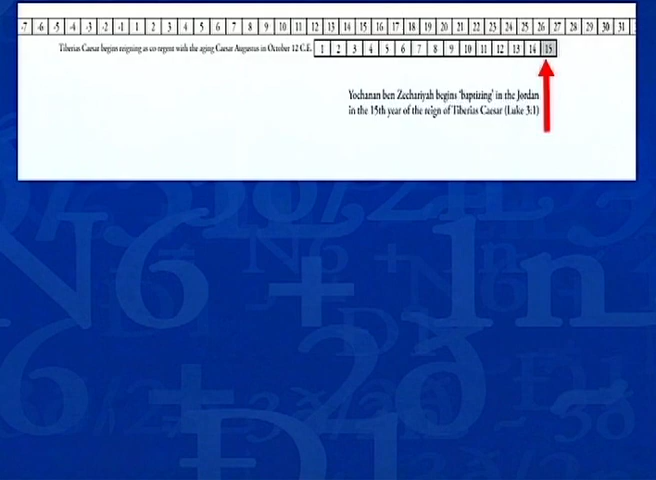 -7 -6 -5 -4 -3 -2 -1 1 2 3 4 5 6 7 8 9 10 11 12 13 14 15 16 17 18 19 20 21 22 23 24 25 26 27 28 29 30 31
Tiberias Caesar begins reigning as co-regent with the aging Caesar Augustus in October 12 C.E. 1 2 3 4 5 6 7 8 9 10 11 12 13 14 15
Yochanan ben Zechariyah begins 'baptizing' in the Jordan
in the 15th year of the reign of Tiberias Caesar (Luke 3:1)
N6 + 1n